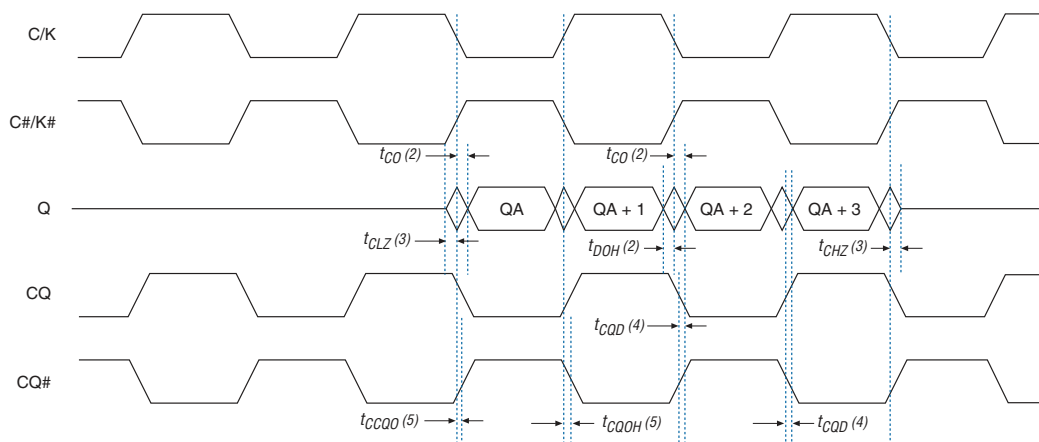 C/K
C#/K#
tCO (2)
tCO (2)
Q
QA
QA + 1
QA + 2
QA + 3
tCLZ (3)
tDOH (2)
tCHZ (3)
CQ
tCQD (4)
CQ#
tCCQO (5)
tCQOH (5)
tCQD (4)